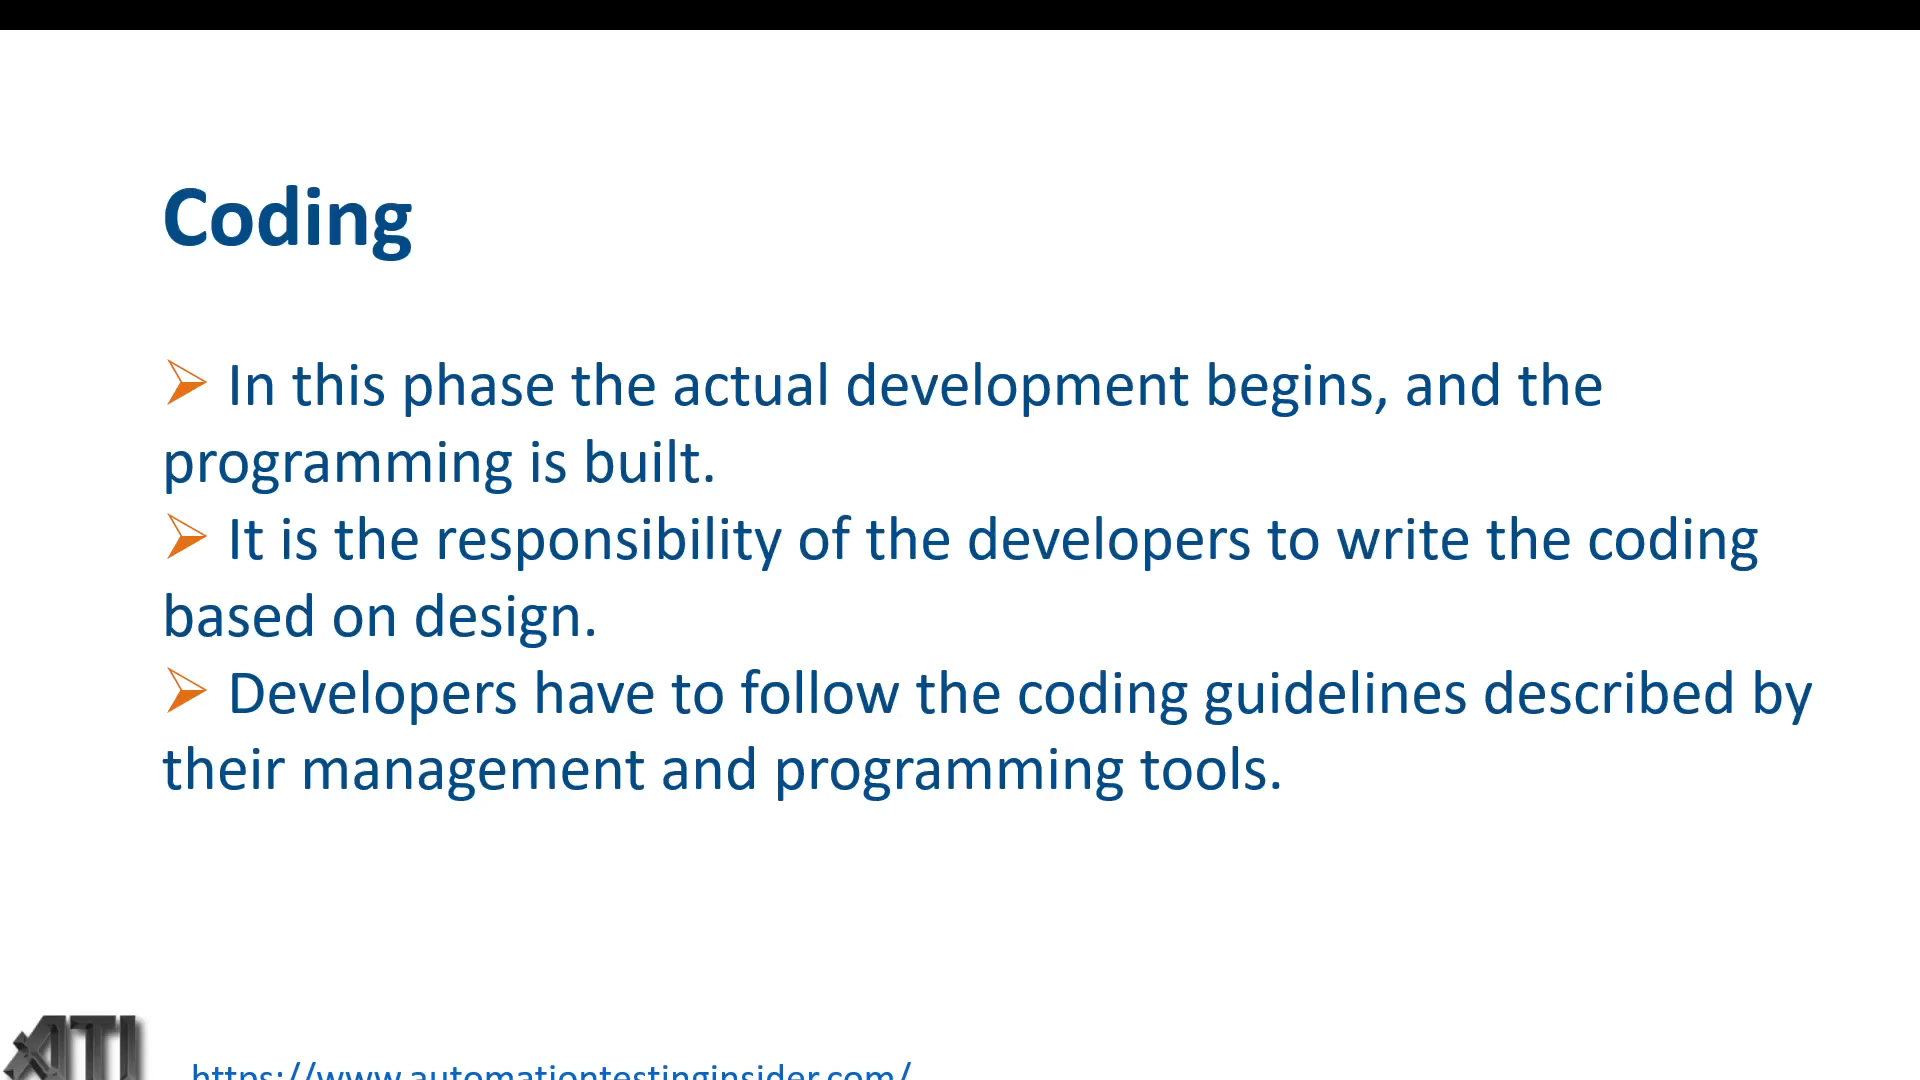 Coding
➢ In this phase the actual development begins, and the
programming is built.
➢ It is the responsibility of the developers to write the coding
based on design.
➢ Developers have to follow the coding guidelines described by
their management and programming tools.
ATI
https://www.automationtestinginsider.com/